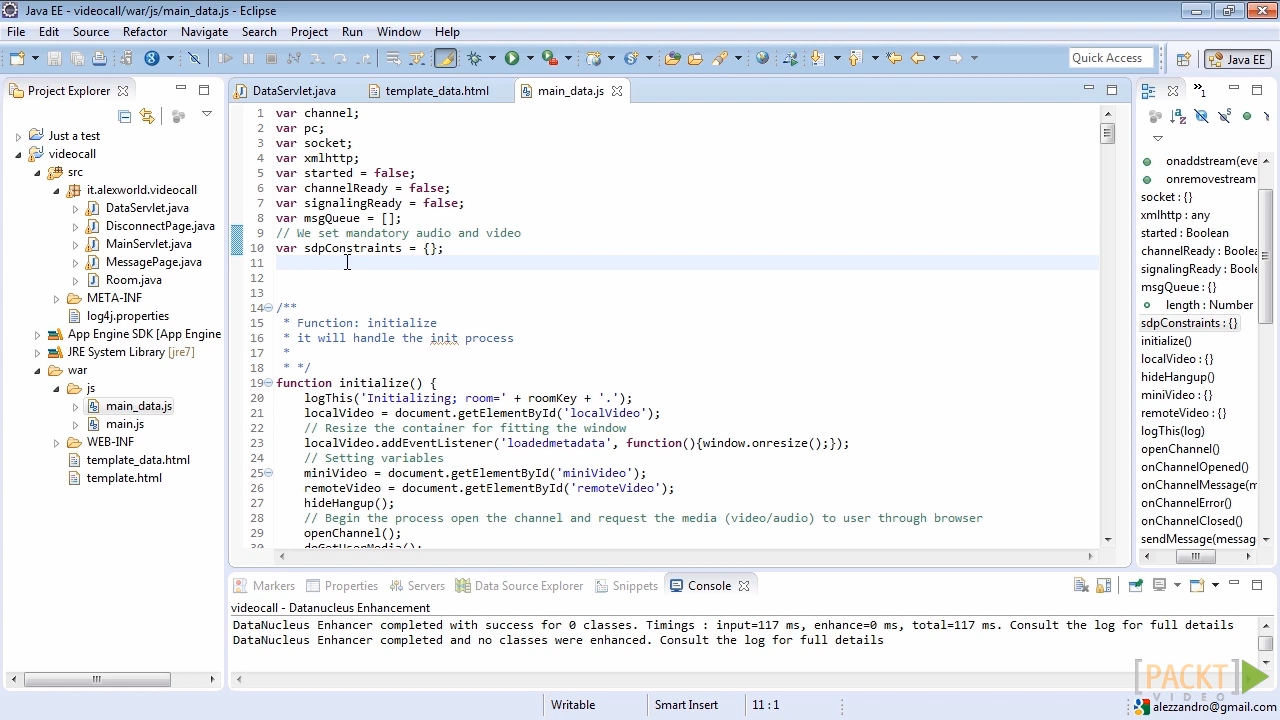 Java EE - videocall/war/js/main_data.js - Eclipse
File Edit Source Refactor Navigate Search Project Run Window Help
Quick Access
Java EE
Project Explorer
Just a test
videocall
src
it.alexworld.videocall
DataServlet.java
DisconnectPage.java
MainServlet.java
MessagePage.java
Room.java
META-INF
log4j.properties
App Engine SDK [App Engine
JRE System Library [jre7]
war
js
main_data.js
main.js
WEB-INF
template_data.html
template.html
DataServlet.java template_data.html main_data.js
1 var channel;
2 var pc;
3 var socket;
4 var xmlhttp;
5 var started = false;
6 var channelReady = false;
7 var signalingReady = false;
8 var msgQueue = [];
9 // We set mandatory audio and video
10 var sdpConstraints = {};
11
12
13
14 /**
15 * Function: initialize
16 * it will handle the init process
17 *
18 * */
19 function initialize() {
20 logThis('Initializing; room=' + roomKey + '.');
21 localVideo = document.getElementById('localVideo');
22 // Resize the container for fitting the window
23 localVideo.addEventListener('loadedmetadata', function(){window.onresize();});
24 // Setting variables
25 miniVideo = document.getElementById('miniVideo');
26 remoteVideo = document.getElementById('remoteVideo');
27 hideHangup();
28 // Begin the process open the channel and request the media (video/audio) to user through browser
29 openChannel();
30 doGetUserMedia();
1
onaddstream(eve
onremovestream
socket : {}
xmlhttp : any
started : Boolean
channelReady : Boole
signalingReady : Bool
msgQueue : {}
length : Number
sdpConstraints : {}
initialize()
localVideo : {}
hideHangup()
miniVideo : {}
remoteVideo : {}
logThis(log)
openChannel()
onChannelOpened()
onChannelMessage(m
onChannelError()
onChannelClosed()
sendMessage(messag
Markers Properties Servers Data Source Explorer Snippets Console
videocall - Datanucleus Enhancement
DataNucleus Enhancer completed with success for 0 classes. Timings : input=117 ms, enhance=0 ms, total=117 ms. Consult the log for full details
DataNucleus Enhancer completed and no classes were enhanced. Consult the log for full details
[PACKT]
VIDEO
Writable Smart Insert 11 : 1
alezzandro@gmail.com